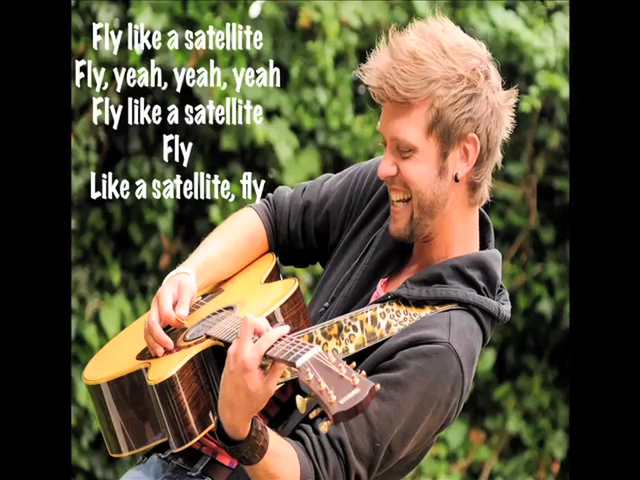 Fly like a satellite
Fly, yeah, yeah, yeah
Fly like a satellite
Fly
Like a satellite, fly